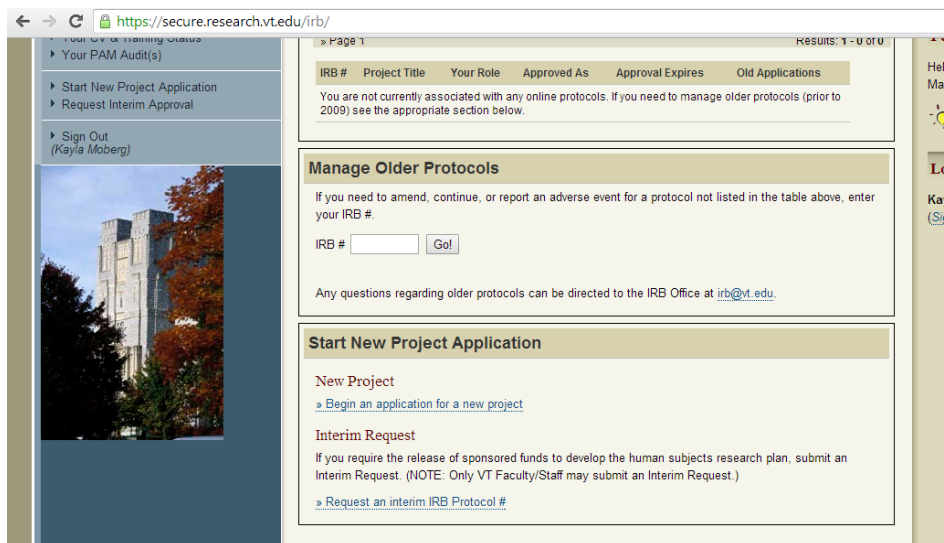 https://secure.research.vt.edu/irb/
Your CV & Training Status
Your PAM Audit(s)
Start New Project Application
Request Interim Approval
Sign Out
(Kayla Moberg)
» Page 1
Results: 1 - 0 of 0
IRB # Project Title Your Role Approved As Approval Expires Old Applications
You are not currently associated with any online protocols. If you need to manage older protocols (prior to
2009) see the appropriate section below.
Manage Older Protocols
If you need to amend, continue, or report an adverse event for a protocol not listed in the table above, enter
your IRB #.
IRB # Go!
Any questions regarding older protocols can be directed to the IRB Office at irb@vt.edu.
Start New Project Application
New Project
» Begin an application for a new project
Interim Request
If you require the release of sponsored funds to develop the human subjects research plan, submit an
Interim Request. (NOTE: Only VT Faculty/Staff may submit an Interim Request.)
» Request an interim IRB Protocol #